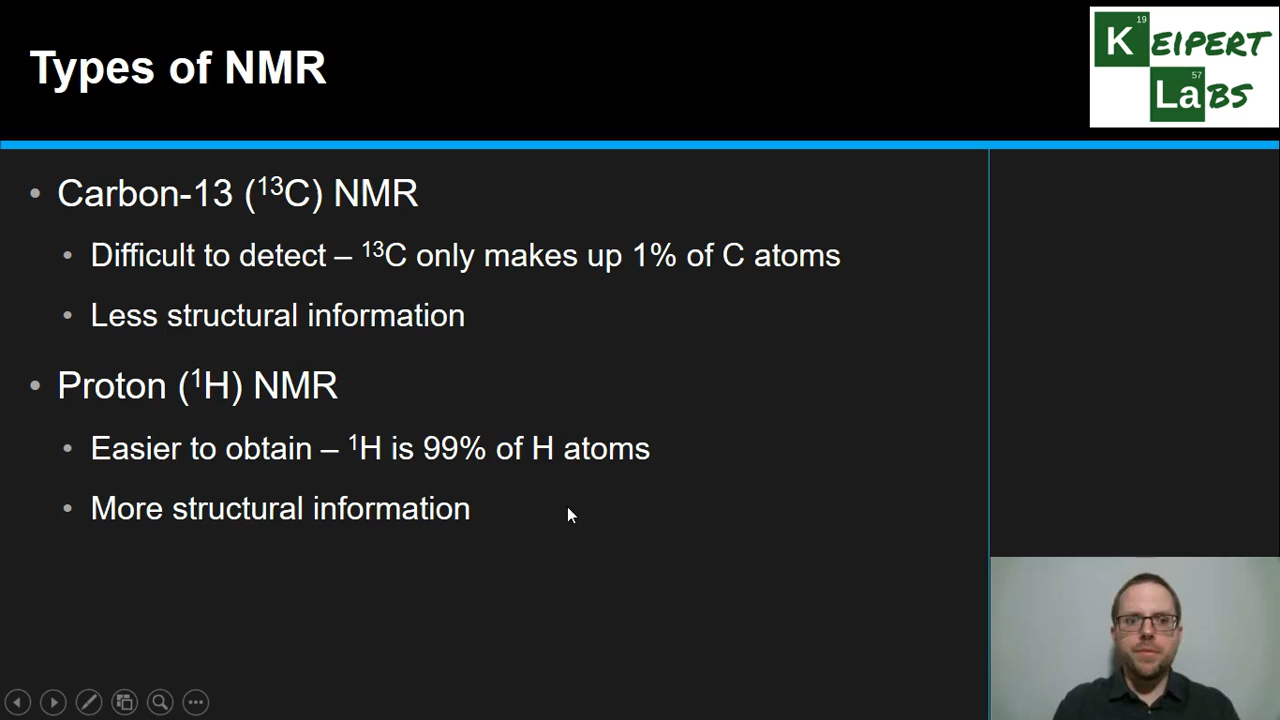 Types of NMR
19
KEIPERT
57
LaBS
• Carbon-13 (¹³C) NMR
• Difficult to detect – ¹³C only makes up 1% of C atoms
• Less structural information
• Proton (¹H) NMR
• Easier to obtain – ¹H is 99% of H atoms
• More structural information